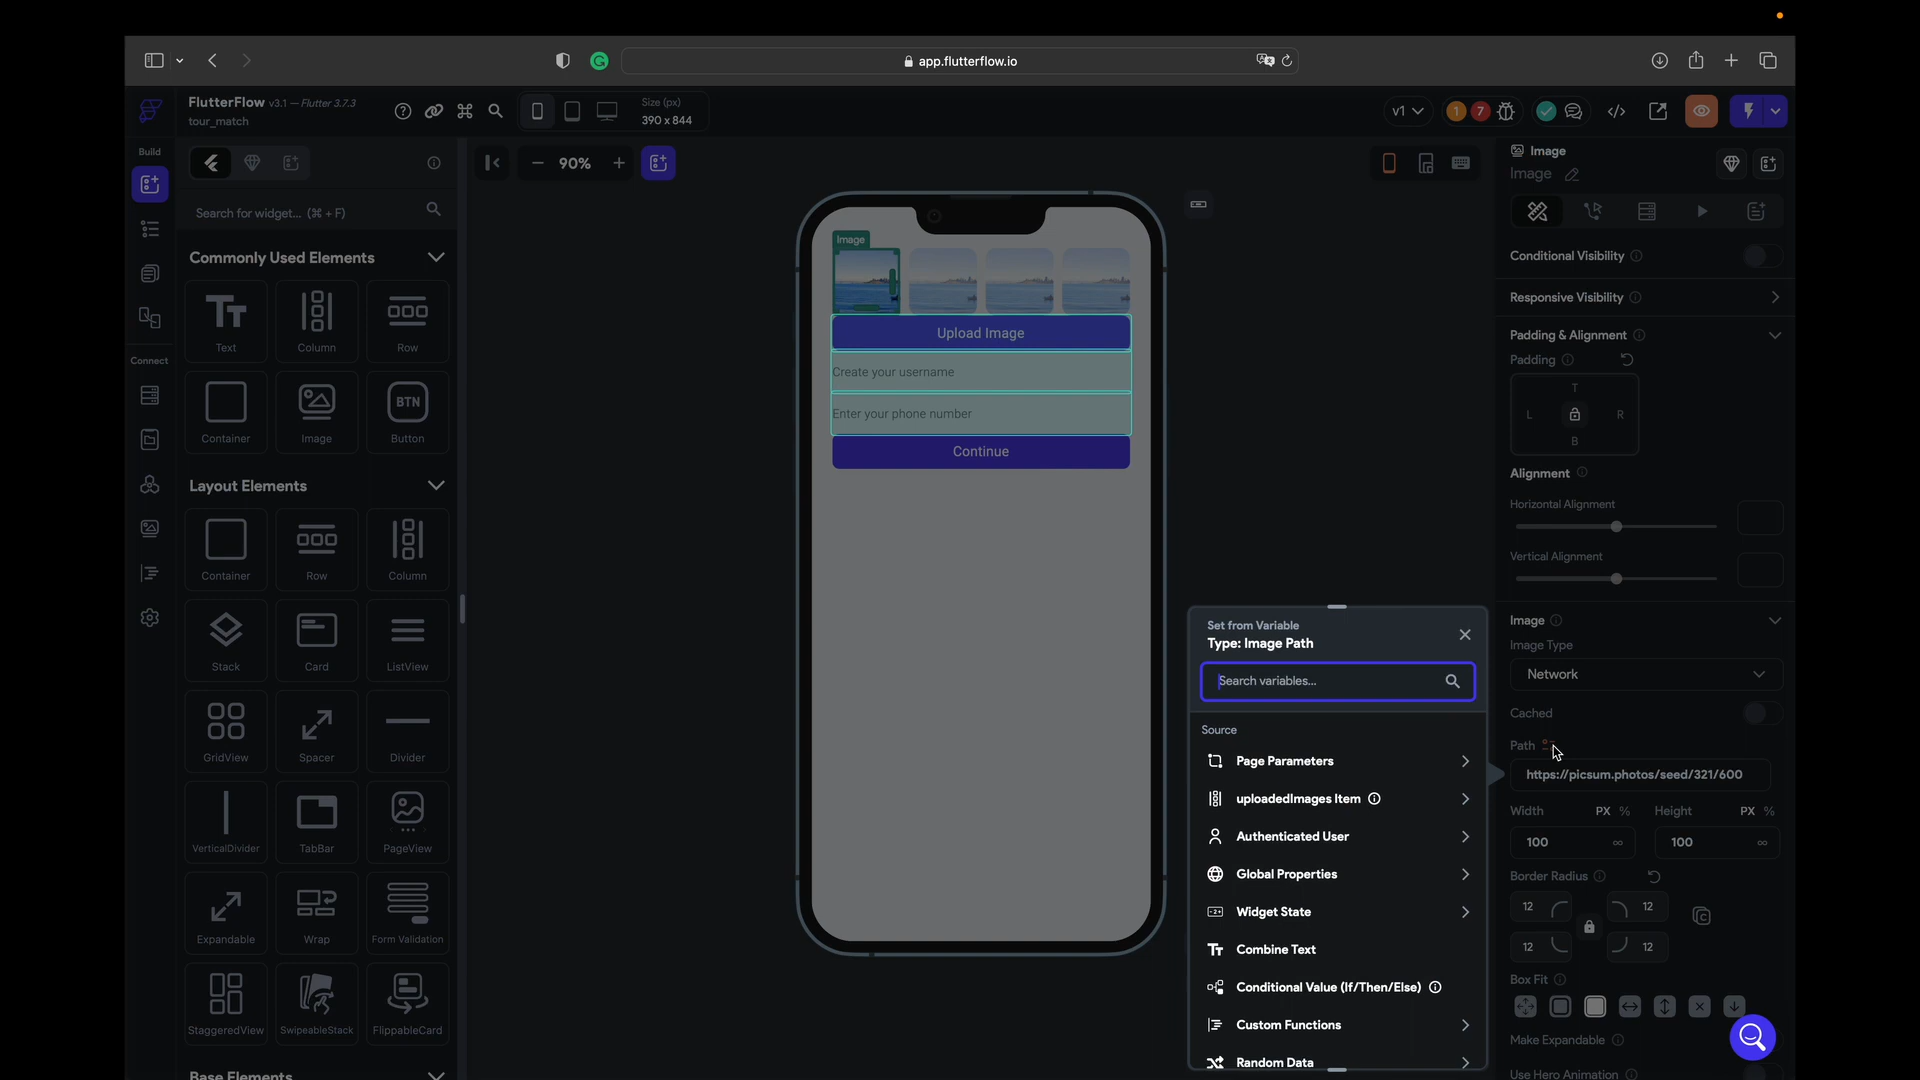 app.flutterflow.io
FlutterFlow v3.1 — Flutter 3.7.3
tour_match
Size (px)
390 x 844
v1
1
7
Build
Connect
90%
Search for widget... (⌘ + F)
Commonly Used Elements
Text
Column
Row
Container
Image
BTN
Button
Layout Elements
Container
Row
Column
Stack
Card
ListView
GridView
Spacer
Divider
VerticalDivider
TabBar
PageView
Expandable
Wrap
Form Validation
StaggeredView
SwipeableStack
FlippableCard
Base Elements
Image
Upload Image
Create your username
Enter your phone number
Continue
Set from Variable
Type: Image Path
Search variables...
Source
Page Parameters
uploadedImages Item
Authenticated User
Global Properties
Widget State
Combine Text
Conditional Value (If/Then/Else)
Custom Functions
Random Data
Image
Image
Conditional Visibility
Responsive Visibility
Padding & Alignment
Padding
T
L
R
B
Alignment
Horizontal Alignment
Vertical Alignment
Image
Image Type
Network
Cached
Path
https://picsum.photos/seed/321/600
Width PX % Height PX %
100 ∞ 100 ∞
Border Radius
12 12
12 12
Box Fit
Make Expandable
Use Hero Animation